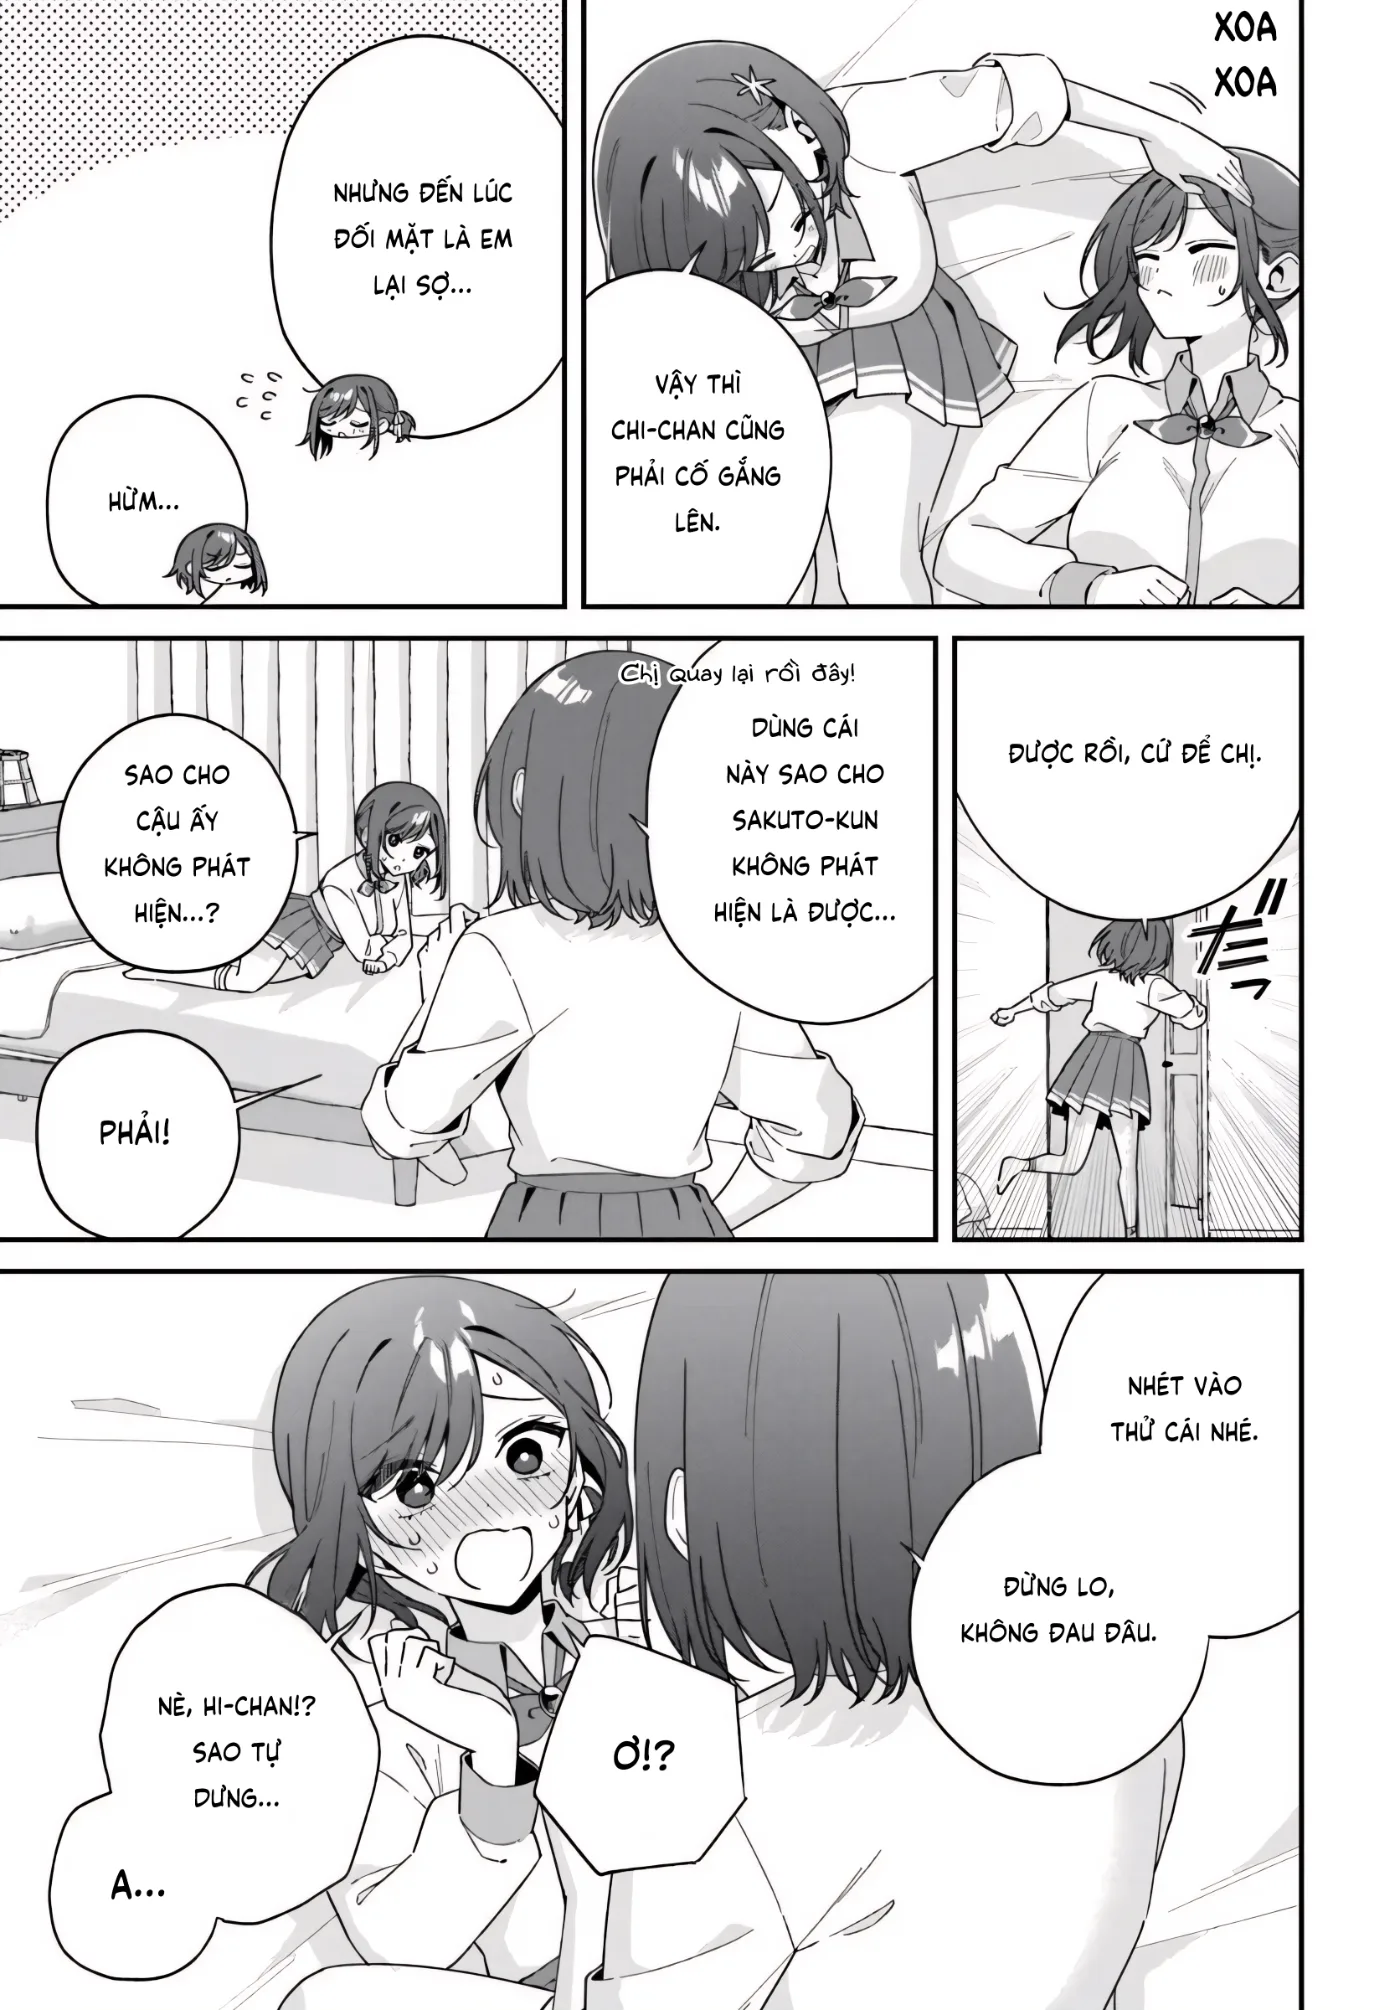 XOA
XOA
VẬY THÌ
CHI-CHAN CŨNG
PHẢI CỐ GẮNG
LÊN.
NHƯNG ĐẾN LÚC
ĐỐI MẶT LÀ EM
LẠI SỢ...
HỪM...
ĐƯỢC RỒI, CỨ ĐỂ CHỊ.
ダッ
Chị quay lại rồi đây!
DÙNG CÁI
NÀY SAO CHO
SAKUTO-KUN
KHÔNG PHÁT
HIỆN LÀ ĐƯỢC...
SAO CHO
CẬU ẤY
KHÔNG PHÁT
HIỆN...?
PHẢI!
NHÉT VÀO
THỬ CÁI NHÉ.
ĐỪNG LO,
KHÔNG ĐAU ĐÂU.
Ơ!?
NÈ, HI-CHAN!?
SAO TỰ
DƯNG...
A...